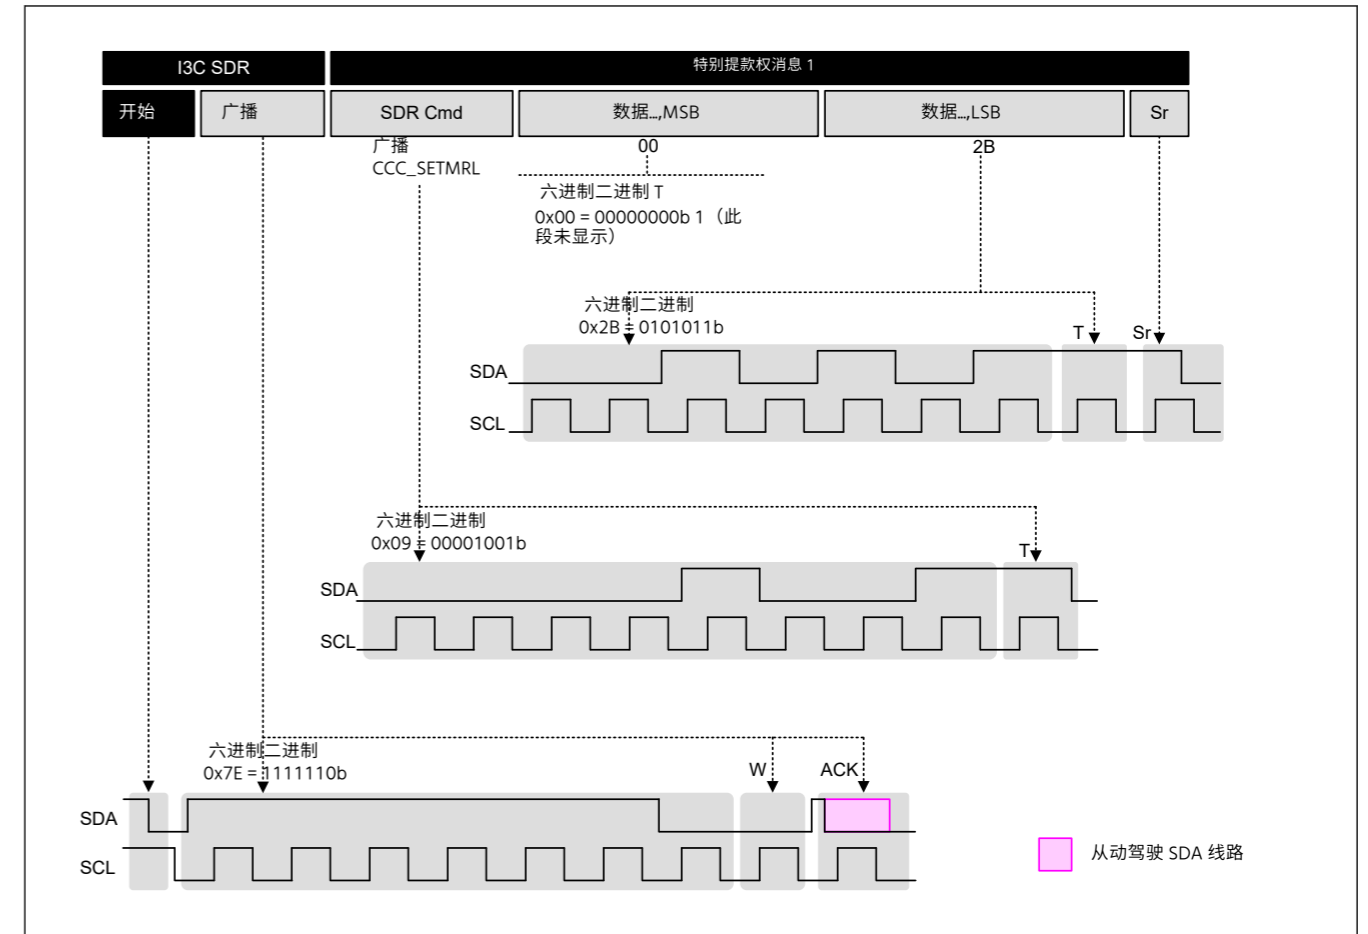 I3C SDR
特别提款权消息 1
开始
广播
SDR Cmd
数据...,MSB
数据...,LSB
Sr
广播
CCC_SETMRL
00
2B
六进制二进制 T
0x00 = 00000000b 1（此
段未显示）
六进制二进制
0x2B = 0101011b
T
Sr
SDA
SCL
六进制二进制
0x09 = 00001001b
T
SDA
SCL
六进制二进制
0x7E = 1111110b
W
ACK
SDA
SCL
从动驾驶 SDA 线路